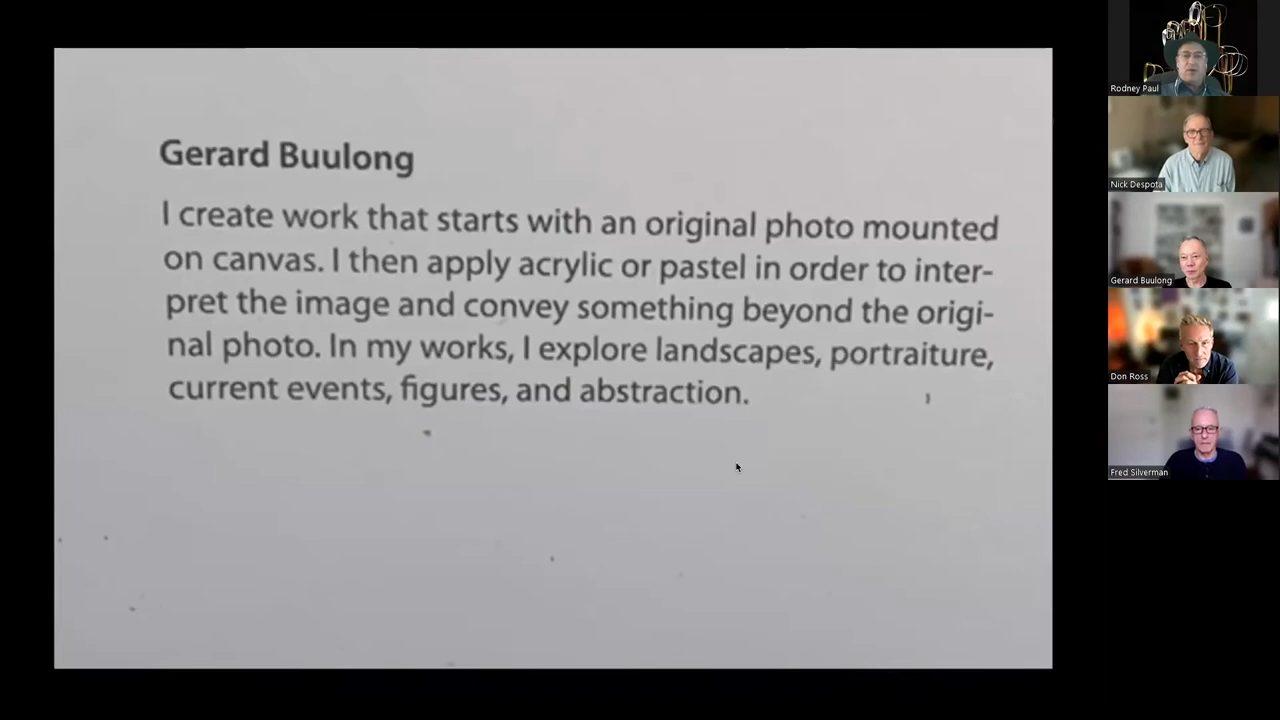 Gerard Buulong
I create work that starts with an original photo mounted
on canvas. I then apply acrylic or pastel in order to inter-
pret the image and convey something beyond the origi-
nal photo. In my works, I explore landscapes, portraiture,
current events, figures, and abstraction.
Rodney Paul
Nick Despota
Gerard Buulong
Don Ross
Fred Silverman